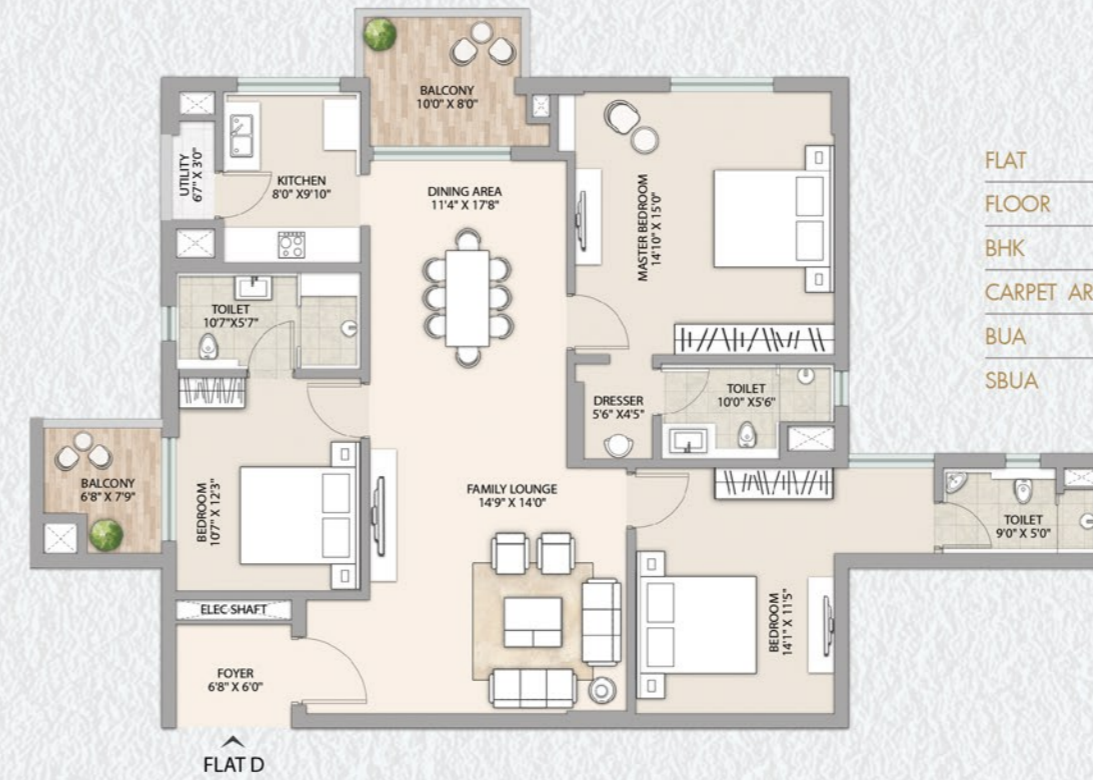 BALCONY
10'0" X 8'0"
UTILITY
6'7" X 3'0"
KITCHEN
8'0" X9'10"
DINING AREA
11'4" X 17'8"
MASTER BEDROOM
14'10" X 15'0"
TOILET
10'7"X5'7"
DRESSER
5'6" X4'5"
TOILET
10'0" X5'6"
BALCONY
6'8" X 7'9"
BEDROOM
10'7" X 12'3"
FAMILY LOUNGE
14'9" X 14'0"
TOILET
9'0" X 5'0"
BEDROOM
14'1" X 11'5"
ELEC·SHAFT
FOYER
6'8" X 6'0"
FLAT D
FLAT
FLOOR
BHK
CARPET AR
BUA
SBUA